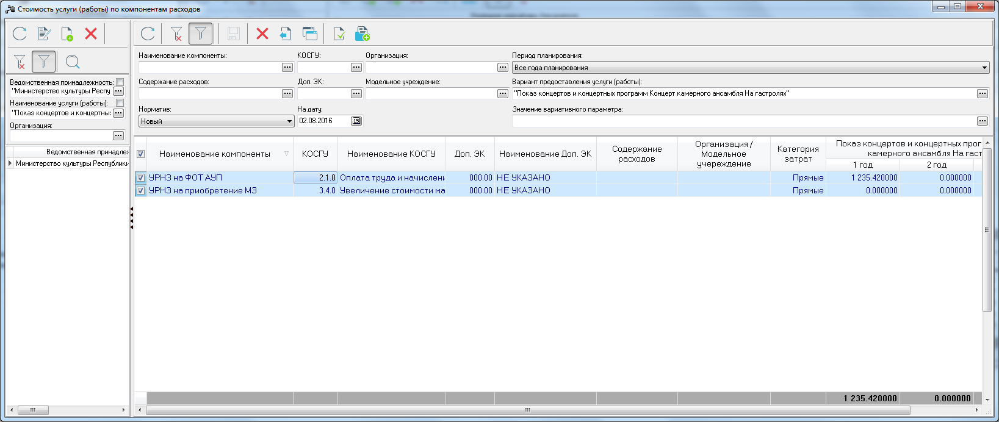 Стоимость услуги (работы) по компонентам расходов
Ведомственная принадлежность:
"Министерство культуры Респу
Наименование услуги (работы):
"Показ концертов и концертны
Организация:
Ведомственная принадле
Министерство культуры Республики
Наименование компоненты:
КОСГУ:
Организация:
Период планирования:
Все года планирования
Содержание расходов:
Доп. ЭК:
Модельное учреждение:
Вариант предоставления услуги (работы):
"Показ концертов и концертных программ Концерт камерного ансамбля На гастролях"
Норматив:
На дату:
Значение вариативного параметра:
Новый
02.08.2016
15
Наименование компоненты
КОСГУ
Наименование КОСГУ
Доп. ЭК
Наименование Доп. ЭК
Содержание
расходов
Организация /
Модельное
учереждение
Категория
затрат
Показ концертов и концертных прог
камерного ансамбля На гаст
1 год
2 год
УРНЗ на ФОТ АУП 2.1.0 Оплата труда и начислени 000.00 НЕ УКАЗАНО Прямые 1 235.420000 0.000000
УРНЗ на приобретение МЗ 3.4.0 Увеличение стоимости ма 000.00 НЕ УКАЗАНО Прямые 0.000000 0.000000
1 235.420000 0.000000